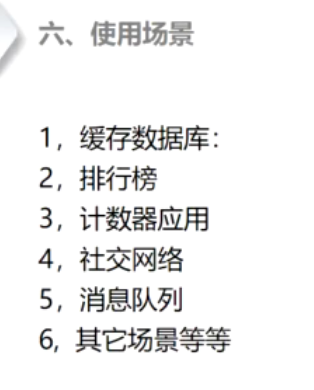 六、使用场景
1，缓存数据库：
2，排行榜
3，计数器应用
4，社交网络
5，消息队列
6, 其它场景等等